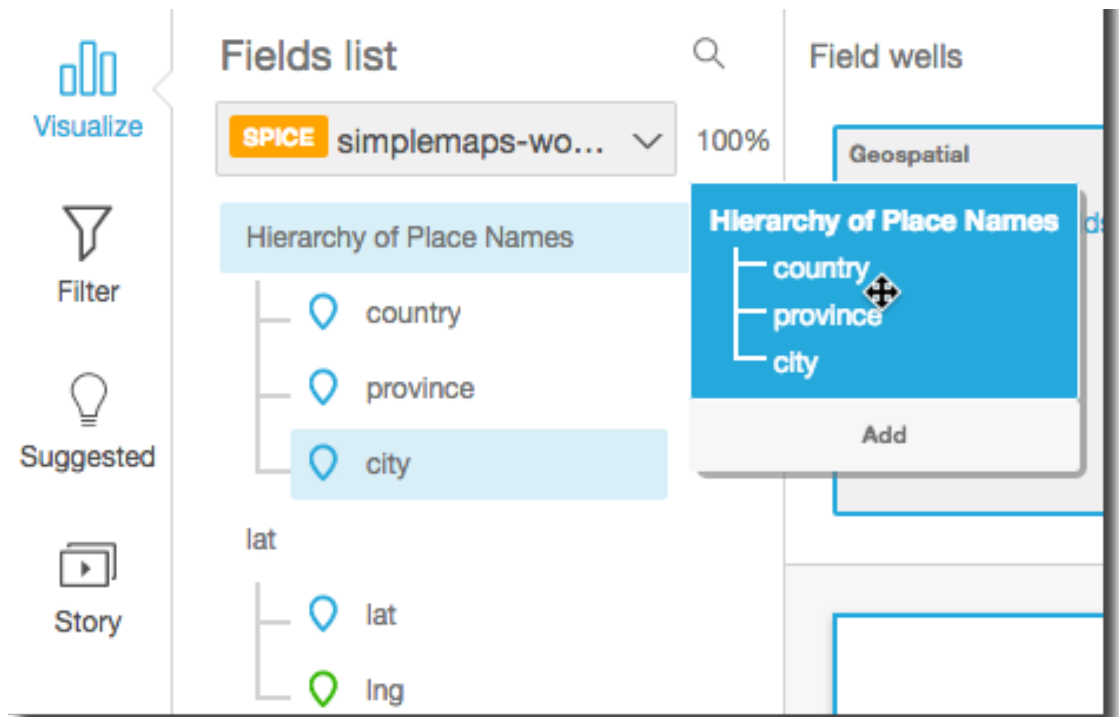 Visualize
Filter
Suggested
Story
Fields list
SPICE simplemaps-wo... 100%
Hierarchy of Place Names
country
province
city
lat
lat
lng
Field wells
Geospatial
Hierarchy of Place Names
country
province
city
Add